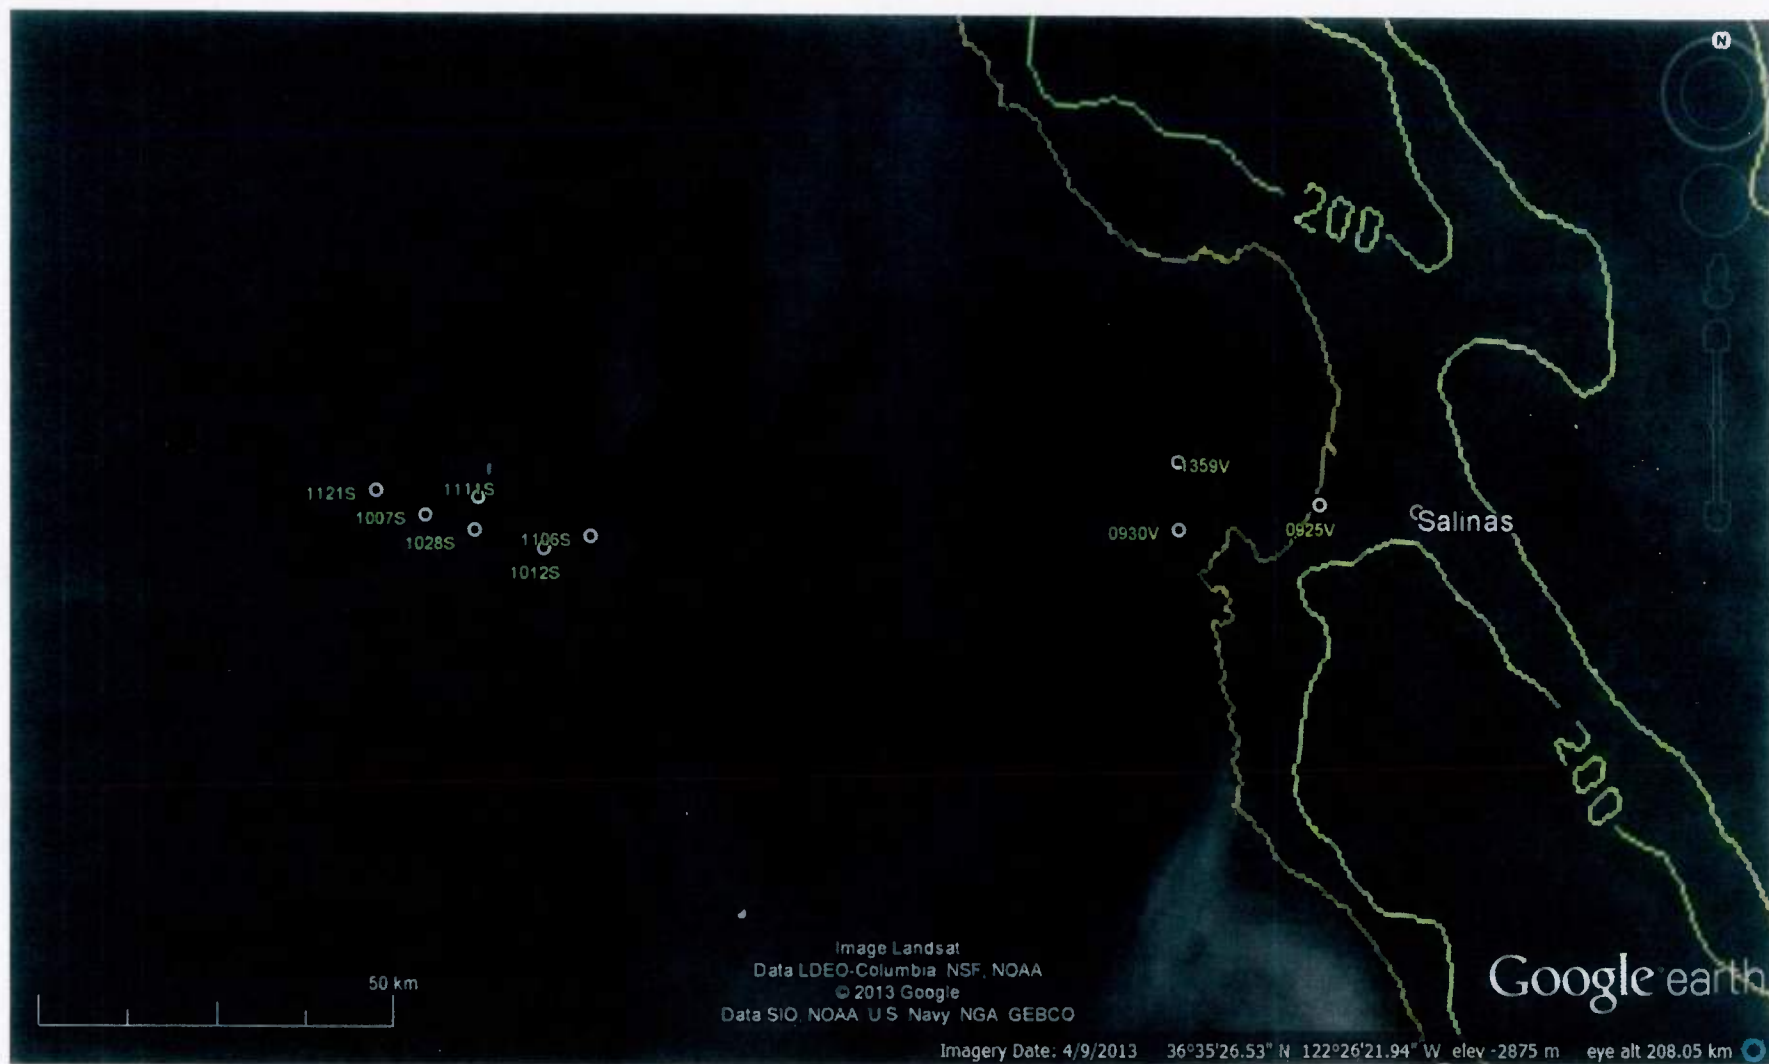 N
200
1359V
1121S
1111S
1007S
1028S
1106S
1012S
0930V
0925V
Salinas
200
Image Landsat
Data LDEO-Columbia NSF, NOAA
© 2013 Google
Data SIO, NOAA U S Navy NGA GEBCO
50 km
Google earth
Imagery Date: 4/9/2013 36°35'26.53" N 122°26'21.94" W elev -2875 m eye alt 208.05 km